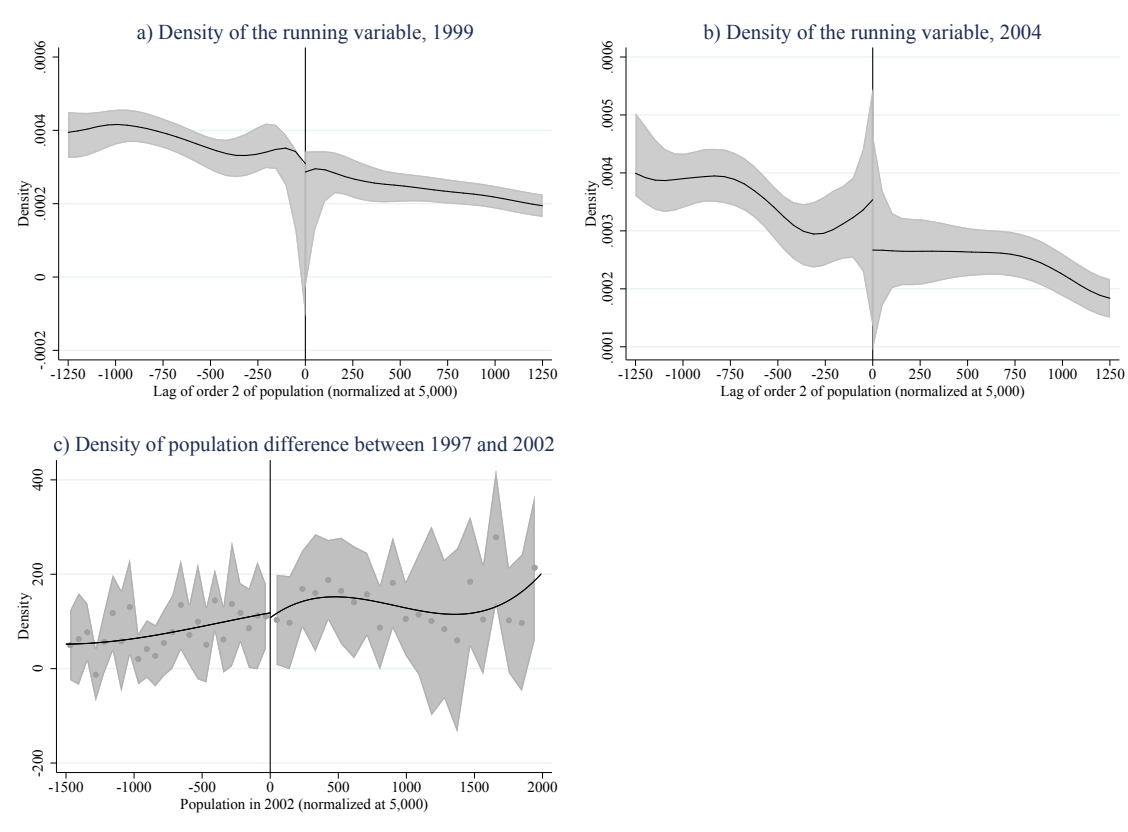 a) Density of the running variable, 1999
Density
.0006
.0004
.0002
0
-.0002
-1250 -1000 -750 -500 -250 0 250 500 750 1000 1250
Lag of order 2 of population (normalized at 5,000)
b) Density of the running variable, 2004
Density
.0006
.0005
.0004
.0003
.0002
.0001
-1250 -1000 -750 -500 -250 0 250 500 750 1000 1250
Lag of order 2 of population (normalized at 5,000)
c) Density of population difference between 1997 and 2002
Density
400
200
0
-200
-1500 -1000 -500 0 500 1000 1500 2000
Population in 2002 (normalized at 5,000)